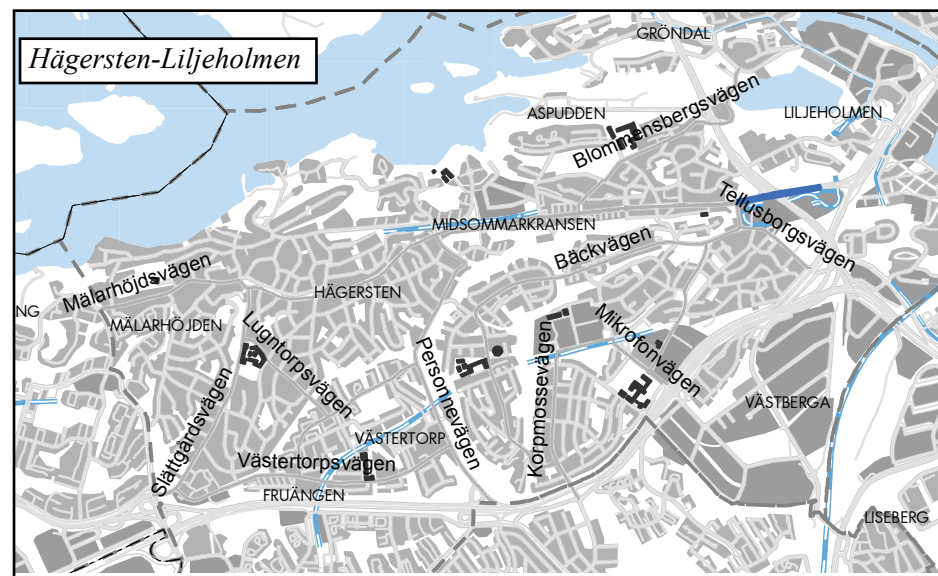 GRÖNDAL
Hägersten-Liljeholmen
ASPUDDEN
Blommensbergsvägen
LILJEHOLMEN
Tellusborgsvägen
MIDSOMMARKRANSEN
Bäckvägen
Mälarhöjdsvägen
HÄGERSTEN
NG
MÄLARHÖJDEN
Lugntorpsvägen
Personnevägen
Korpmossevägen
Mikrofonvägen
VÄSTBERGA
Slättgårdsvägen
VÄSTERTORP
Västertorpsvägen
FRUÄNGEN
LISEBERG